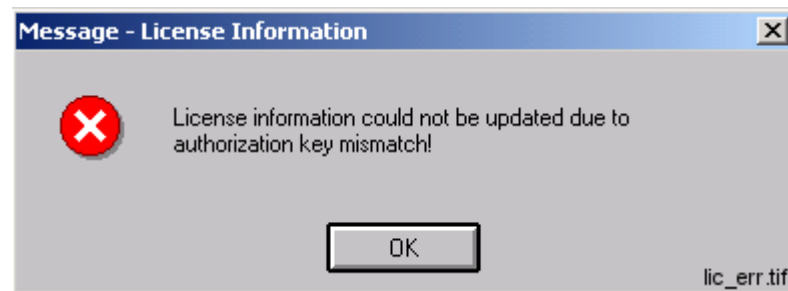 Message - License Information
License information could not be updated due to
authorization key mismatch!
OK
lic_err.tif